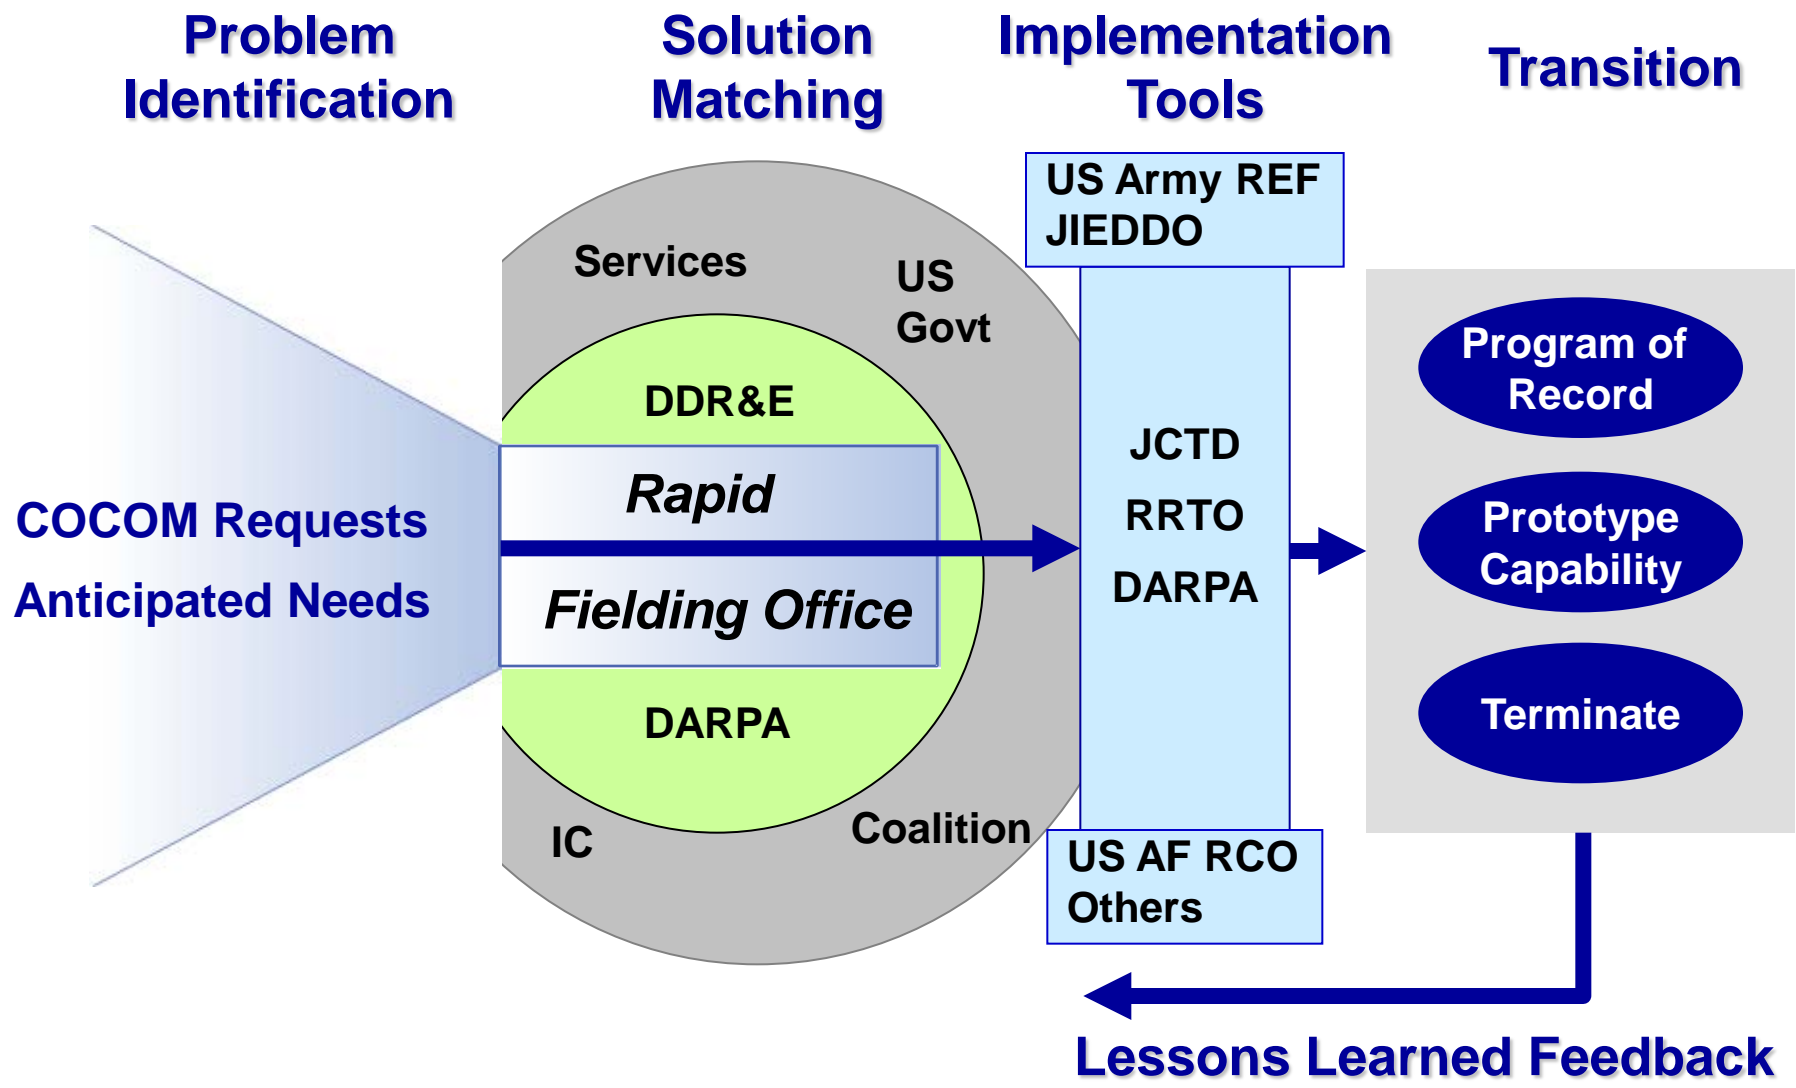 Problem
Identification
Solution
Matching
Implementation
Tools
Transition
COCOM Requests
Anticipated Needs
Services
US
Govt
DDR&E
Rapid
Fielding Office
DARPA
IC
Coalition
US Army REF
JIEDDO
JCTD
RRTO
DARPA
US AF RCO
Others
Program of
Record
Prototype
Capability
Terminate
Lessons Learned Feedback